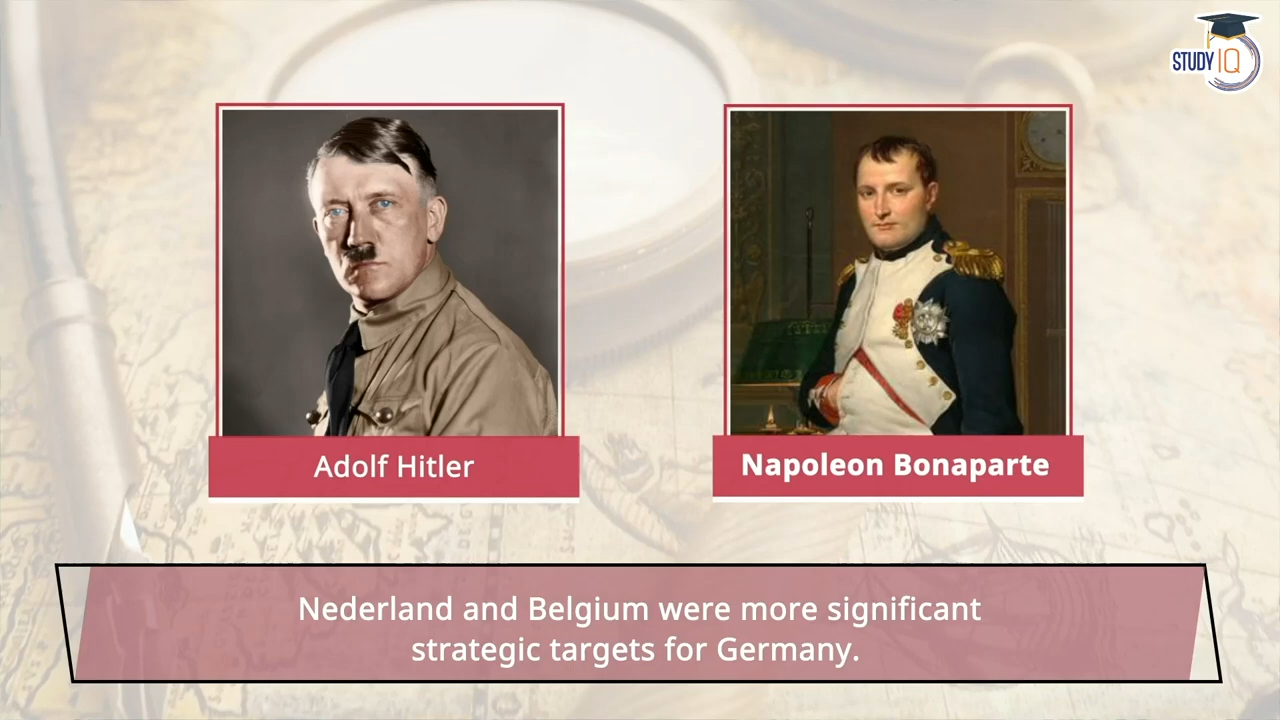 STUDY IQ
Adolf Hitler
Napoleon Bonaparte
Nederland and Belgium were more significant
strategic targets for Germany.